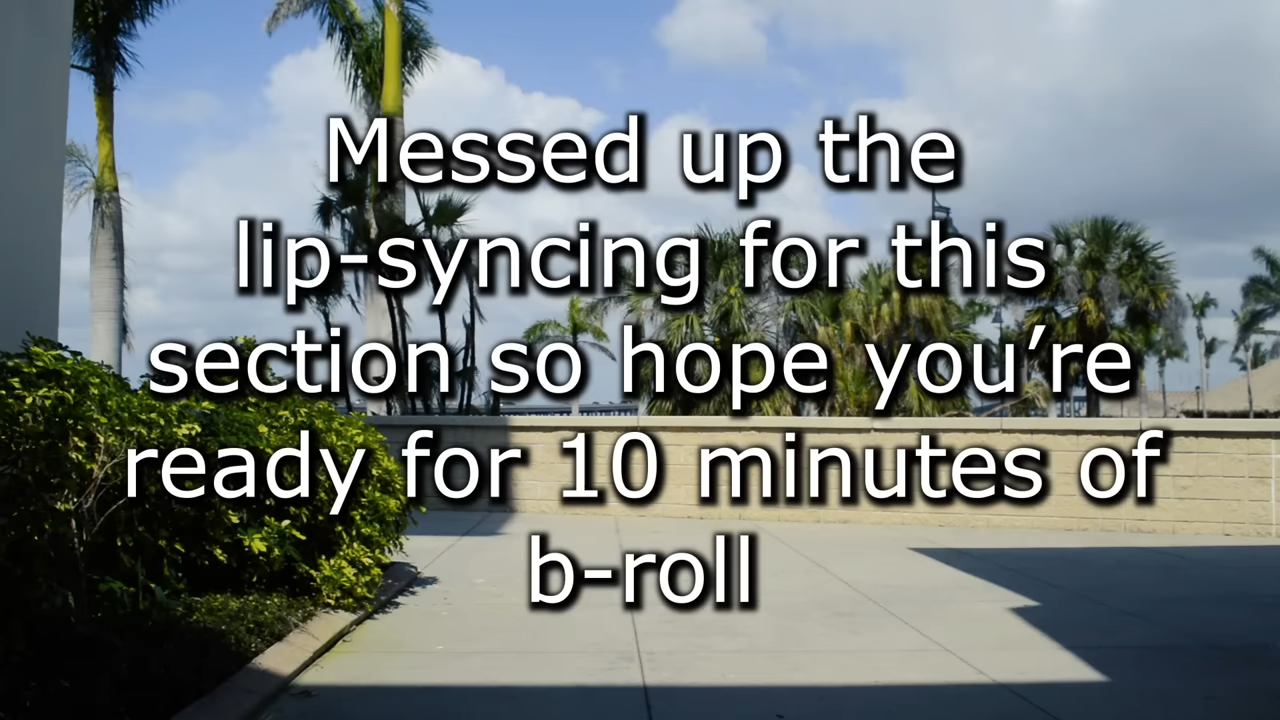 Messed up the
lip-syncing for this
section so hope you’re
ready for 10 minutes of
b-roll